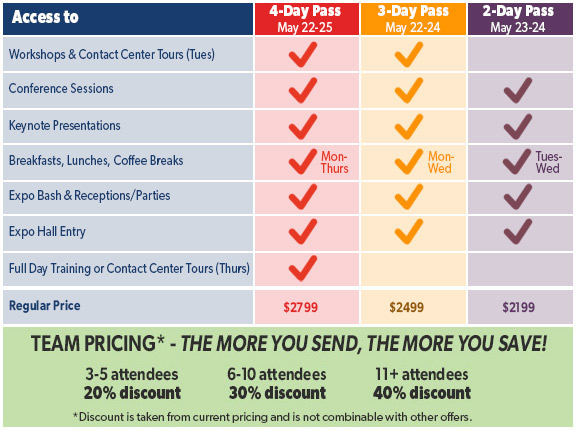 Access to
4-Day Pass
May 22-25
3-Day Pass
May 22-24
2-Day Pass
May 23-24
Workshops & Contact Center Tours (Tues)
Conference Sessions
Keynote Presentations
Breakfasts, Lunches, Coffee Breaks
Mon-
Thurs
Mon-
Wed
Tues-
Wed
Expo Bash & Receptions/Parties
Expo Hall Entry
Full Day Training or Contact Center Tours (Thurs)
Regular Price
$2799
$2499
$2199
TEAM PRICING* - THE MORE YOU SEND, THE MORE YOU SAVE!
3-5 attendees
20% discount
6-10 attendees
30% discount
11+ attendees
40% discount
*Discount is taken from current pricing and is not combinable with other offers.